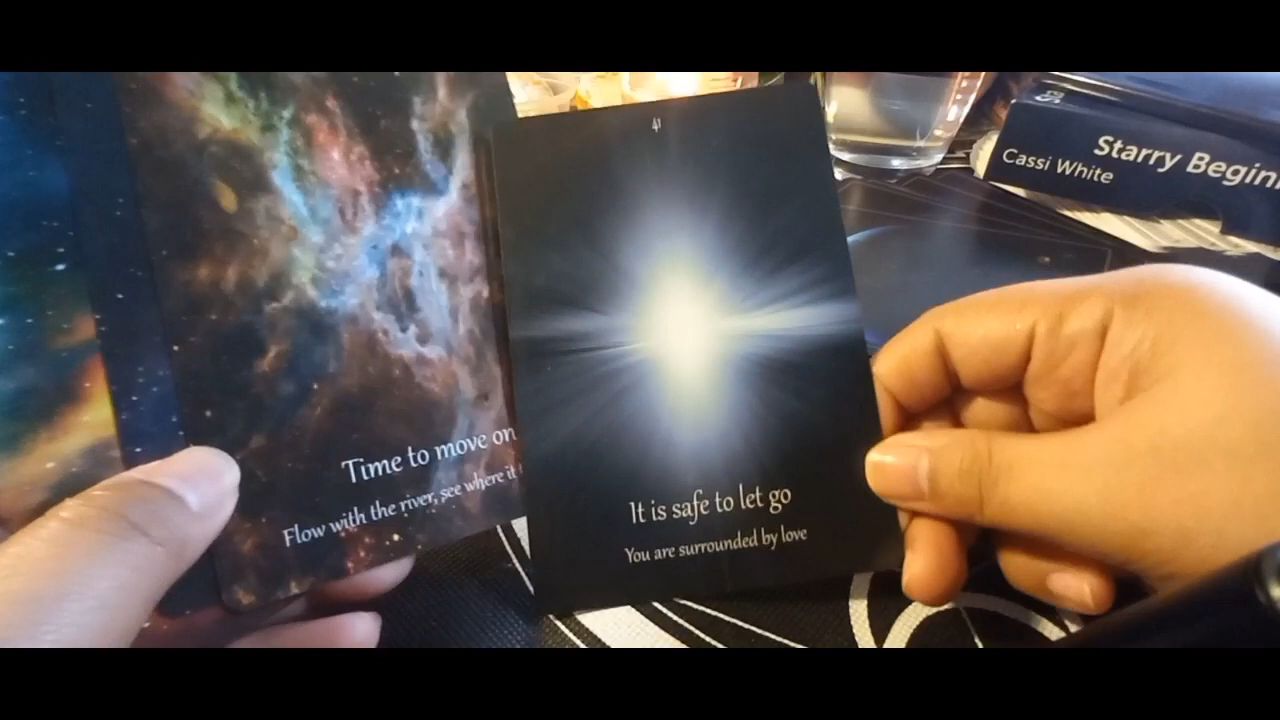 41
Starry Begin
Cassi White
Time to move on
Flow with the river, see where it
It is safe to let go
You are surrounded by love